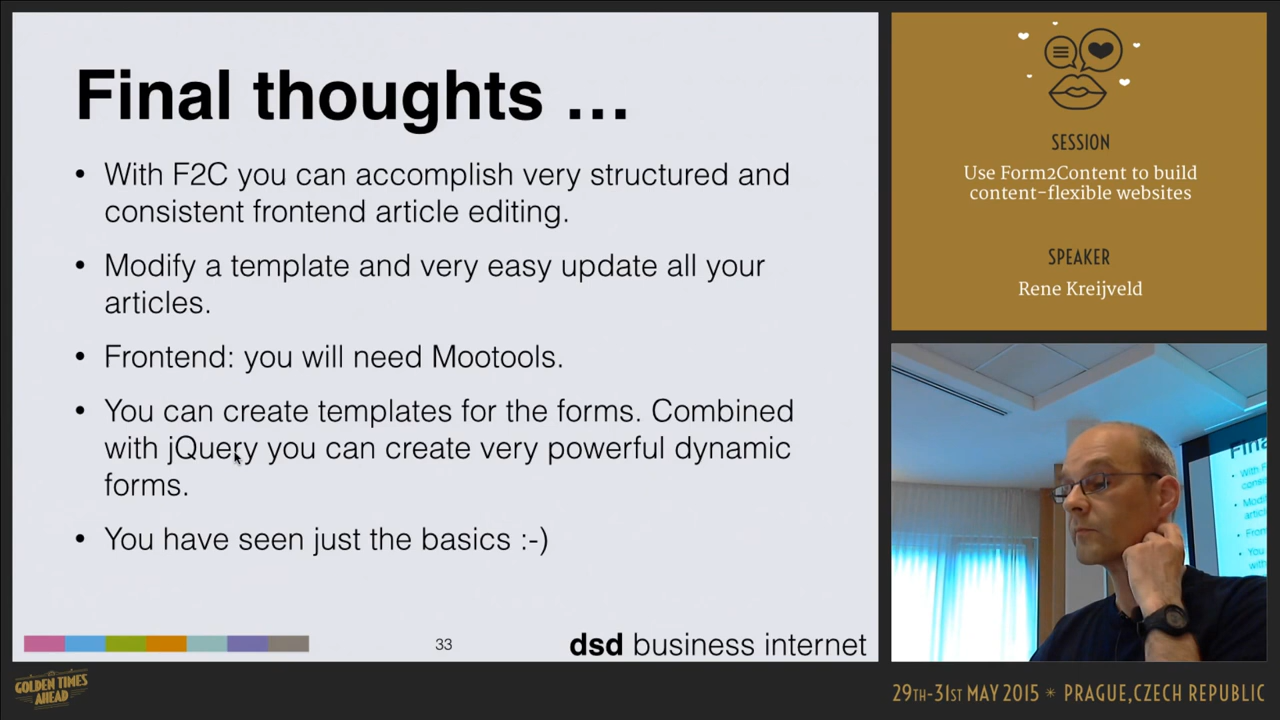 Final thoughts ...
• With F2C you can accomplish very structured and
consistent frontend article editing.
• Modify a template and very easy update all your
articles.
• Frontend: you will need Mootools.
• You can create templates for the forms. Combined
with jQuery you can create very powerful dynamic
forms.
• You have seen just the basics :-)
33
dsd business internet
SESSION
Use Form2Content to build
content-flexible websites
SPEAKER
Rene Kreijveld
GOLDEN TIMES
AHEAD
29TH-31ST MAY 2015 * PRAGUE,CZECH REPUBLIC